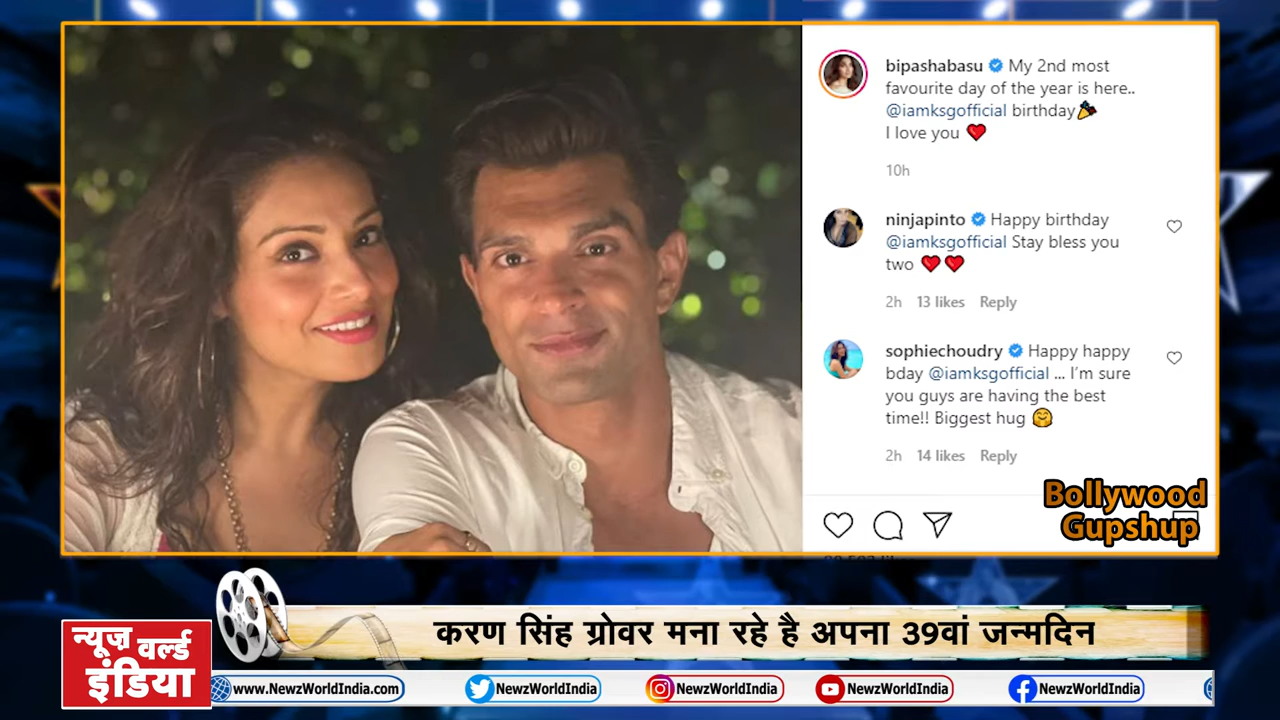 bipashabasu My 2nd most
favourite day of the year is here..
@iamksgofficial birthday🎉
I love you ❤️
10h
ninjapinto Happy birthday
@iamksgofficial Stay bless you
two ❤️❤️
2h 13 likes Reply
sophiechoudry Happy happy
bday @iamksgofficial ... I'm sure
you guys are having the best
time!! Biggest hug 🤗
2h 14 likes Reply
Bollywood
Gupshup
करण सिंह ग्रोवर मना रहे है अपना 39वां जन्मदिन
न्यूज़ वर्ल्ड
इंडिया
www.NewzWorldIndia.com NewzWorldIndia NewzWorldIndia NewzWorldIndia NewzWorldIndia